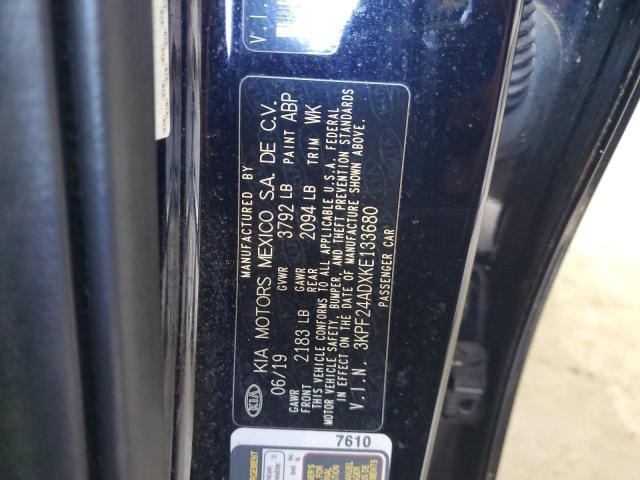 V.I.
MANUFACTURED BY
KIA KIA MOTORS MEXICO S.A. DE C.V.
06/19 GVWR 3792 LB PAINT ABP
GAWR FRONT 2183 LB GAWR REAR 2094 LB TRIM WK
THIS VEHICLE CONFORMS TO ALL APPLICABLE U.S.A. FEDERAL
MOTOR VEHICLE SAFETY, BUMPER, AND THEFT PREVENTION STANDARDS
IN EFFECT ON THE DATE OF MANUFACTURE SHOWN ABOVE.
V.I.N. 3KPF24ADXKE133680
PASSENGER CAR
7610